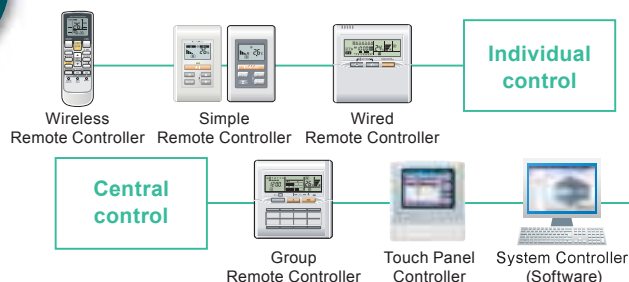 Individual
control
Wireless
Remote Controller
Simple
Remote Controller
Wired
Remote Controller
Central
control
Group
Remote Controller
Touch Panel
Controller
System Controller
(Software)